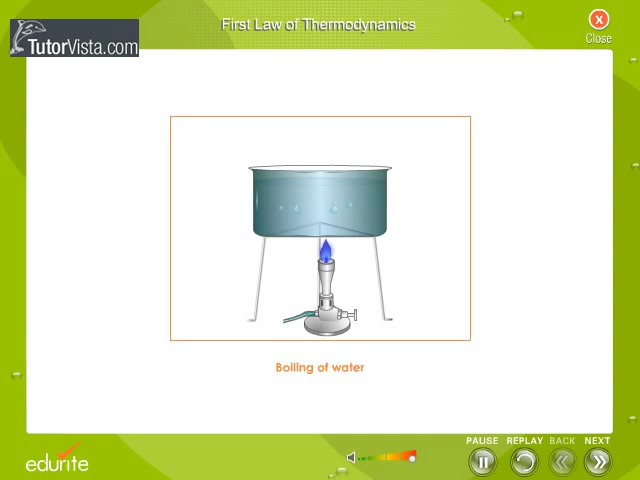 First Law of Thermodynamics
X
Close
TutorVista.com
Boiling of water
PAUSE REPLAY BACK NEXT
edurite